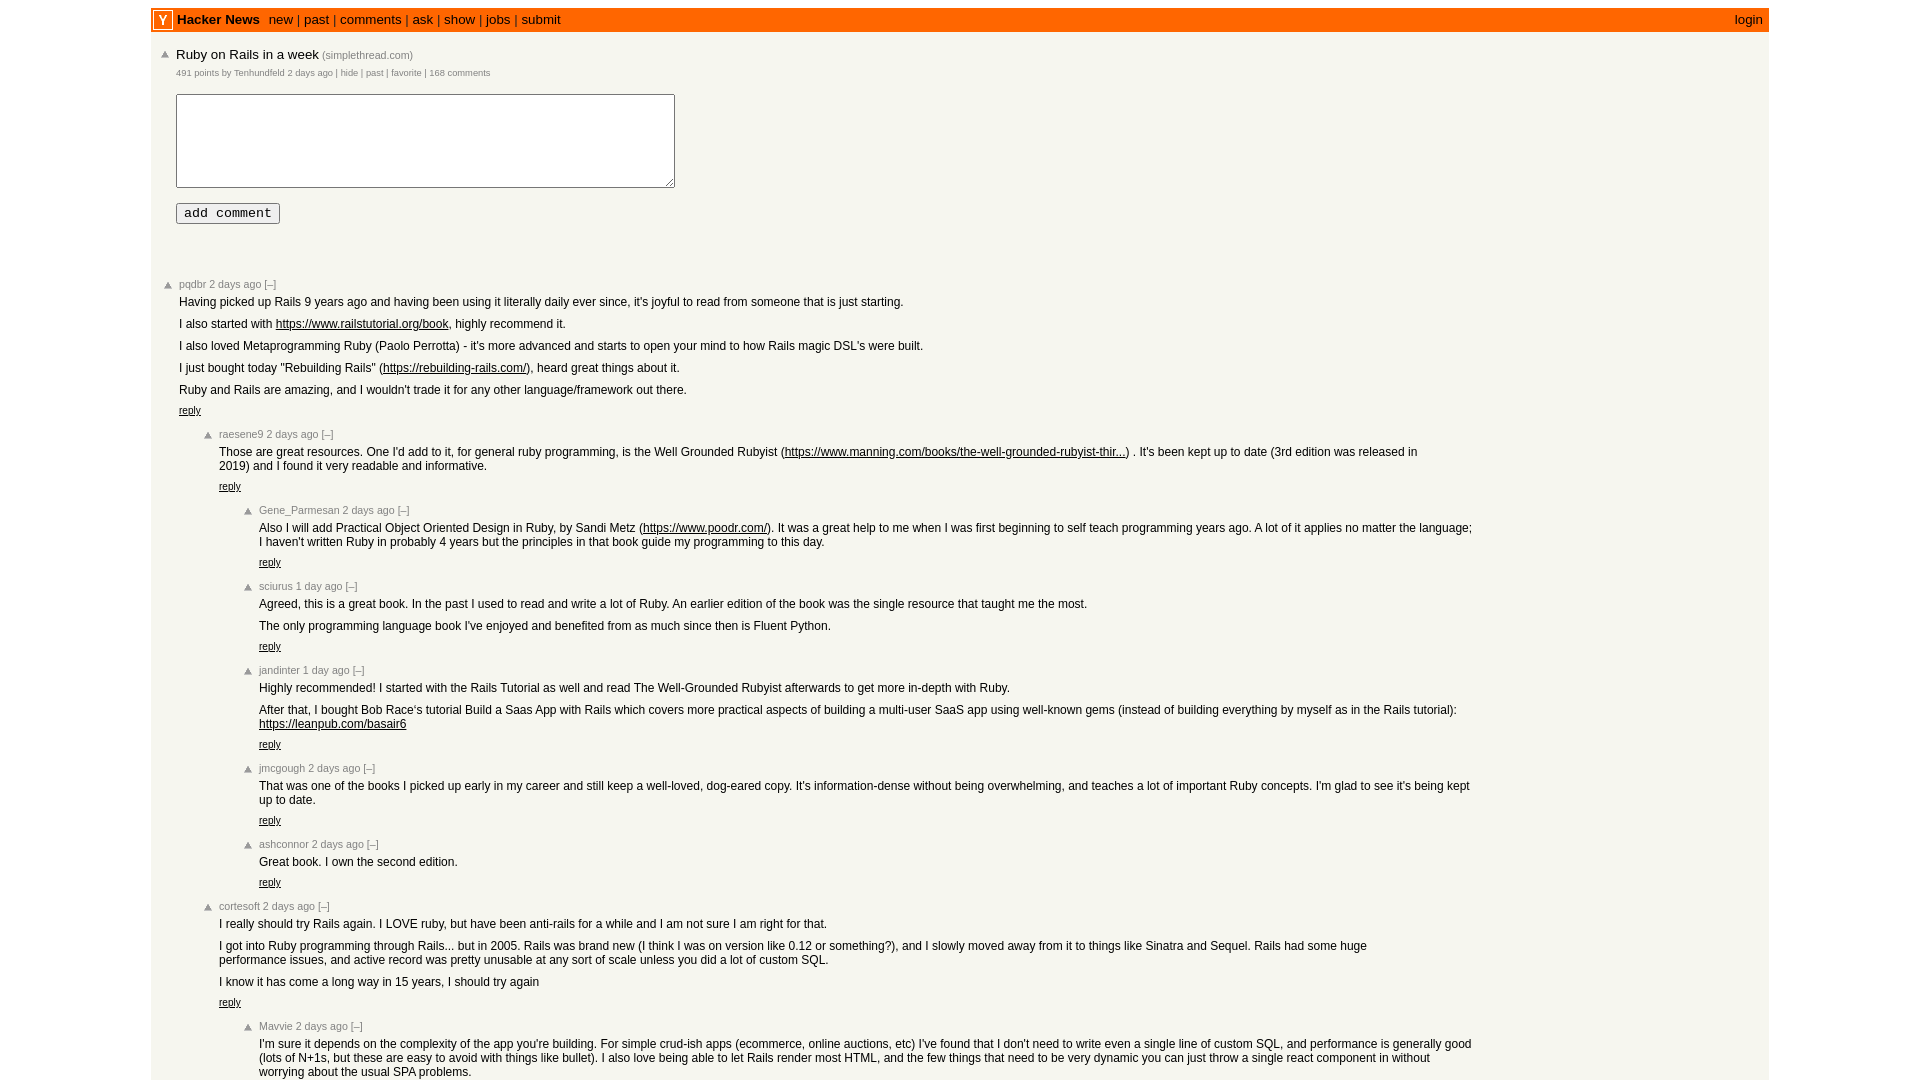 Y Hacker News new | past | comments | ask | show | jobs | submit login
Ruby on Rails in a week (simplethread.com)
491 points by Tenhundfeld 2 days ago | hide | past | favorite | 168 comments
add comment
pqdbr 2 days ago [–]
Having picked up Rails 9 years ago and having been using it literally daily ever since, it's joyful to read from someone that is just starting.
I also started with https://www.railstutorial.org/book, highly recommend it.
I also loved Metaprogramming Ruby (Paolo Perrotta) - it's more advanced and starts to open your mind to how Rails magic DSL's were built.
I just bought today "Rebuilding Rails" (https://rebuilding-rails.com/), heard great things about it.
Ruby and Rails are amazing, and I wouldn't trade it for any other language/framework out there.
reply
raesene9 2 days ago [–]
Those are great resources. One I'd add to it, for general ruby programming, is the Well Grounded Rubyist (https://www.manning.com/books/the-well-grounded-rubyist-thir...) . It's been kept up to date (3rd edition was released in
2019) and I found it very readable and informative.
reply
Gene_Parmesan 2 days ago [–]
Also I will add Practical Object Oriented Design in Ruby, by Sandi Metz (https://www.poodr.com/). It was a great help to me when I was first beginning to self teach programming years ago. A lot of it applies no matter the language;
I haven't written Ruby in probably 4 years but the principles in that book guide my programming to this day.
reply
sciurus 1 day ago [–]
Agreed, this is a great book. In the past I used to read and write a lot of Ruby. An earlier edition of the book was the single resource that taught me the most.
The only programming language book I've enjoyed and benefited from as much since then is Fluent Python.
reply
jandinter 1 day ago [–]
Highly recommended! I started with the Rails Tutorial as well and read The Well-Grounded Rubyist afterwards to get more in-depth with Ruby.
After that, I bought Bob Race‘s tutorial Build a Saas App with Rails which covers more practical aspects of building a multi-user SaaS app using well-known gems (instead of building everything by myself as in the Rails tutorial):
https://leanpub.com/basair6
reply
jmcgough 2 days ago [–]
That was one of the books I picked up early in my career and still keep a well-loved, dog-eared copy. It's information-dense without being overwhelming, and teaches a lot of important Ruby concepts. I'm glad to see it's being kept
up to date.
reply
ashconnor 2 days ago [–]
Great book. I own the second edition.
reply
cortesoft 2 days ago [–]
I really should try Rails again. I LOVE ruby, but have been anti-rails for a while and I am not sure I am right for that.
I got into Ruby programming through Rails... but in 2005. Rails was brand new (I think I was on version like 0.12 or something?), and I slowly moved away from it to things like Sinatra and Sequel. Rails had some huge
performance issues, and active record was pretty unusable at any sort of scale unless you did a lot of custom SQL.
I know it has come a long way in 15 years, I should try again
reply
Mavvie 2 days ago [–]
I'm sure it depends on the complexity of the app you're building. For simple crud-ish apps (ecommerce, online auctions, etc) I've found that I don't need to write even a single line of custom SQL, and performance is generally good
(lots of N+1s, but these are easy to avoid with things like bullet). I also love being able to let Rails render most HTML, and the few things that need to be very dynamic you can just throw a single react component in without
worrying about the usual SPA problems.